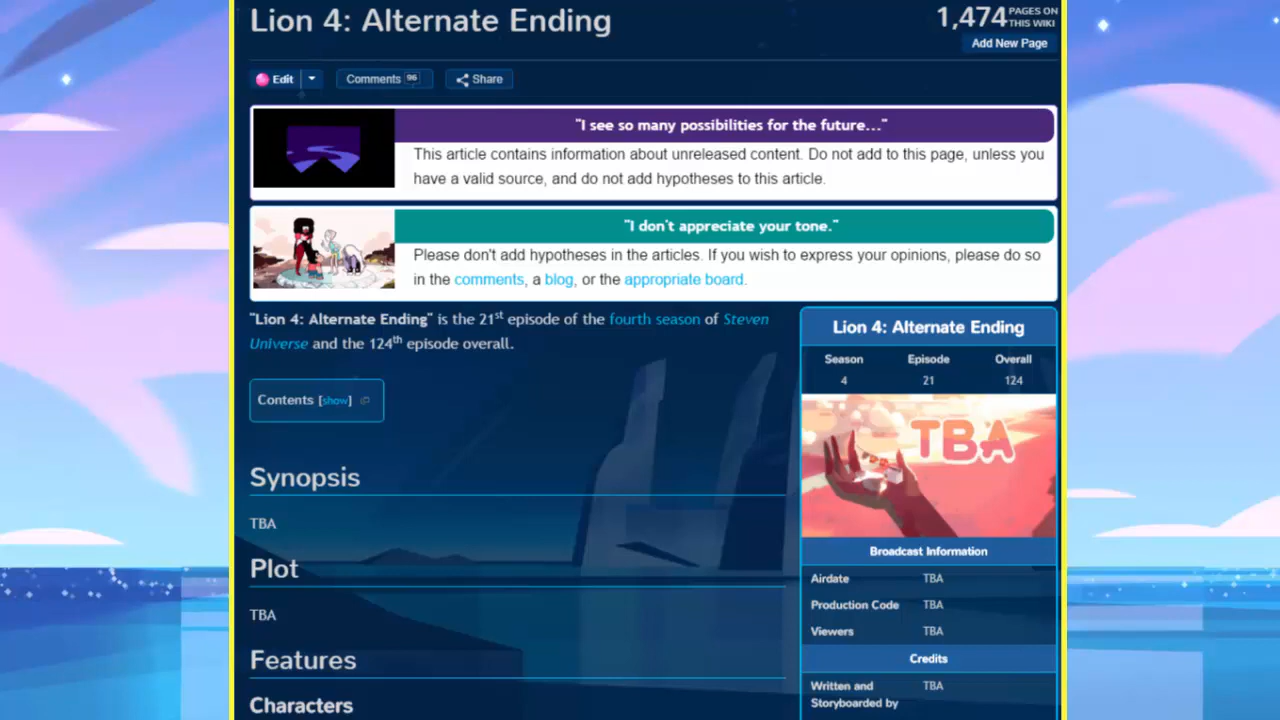 Lion 4: Alternate Ending
1,474 PAGES ON THIS WIKI
Add New Page
Edit
Comments 96
Share
"I see so many possibilities for the future..."
This article contains information about unreleased content. Do not add to this page, unless you
have a valid source, and do not add hypotheses to this article.
"I don't appreciate your tone."
Please don't add hypotheses in the articles. If you wish to express your opinions, please do so
in the comments, a blog, or the appropriate board.
"Lion 4: Alternate Ending" is the 21st episode of the fourth season of Steven
Universe and the 124th episode overall.
Contents [show]
Synopsis
TBA
Plot
TBA
Features
Characters
Lion 4: Alternate Ending
Season Episode Overall
4 21 124
TBA
Broadcast Information
Airdate TBA
Production Code TBA
Viewers TBA
Credits
Written and TBA
Storyboarded by